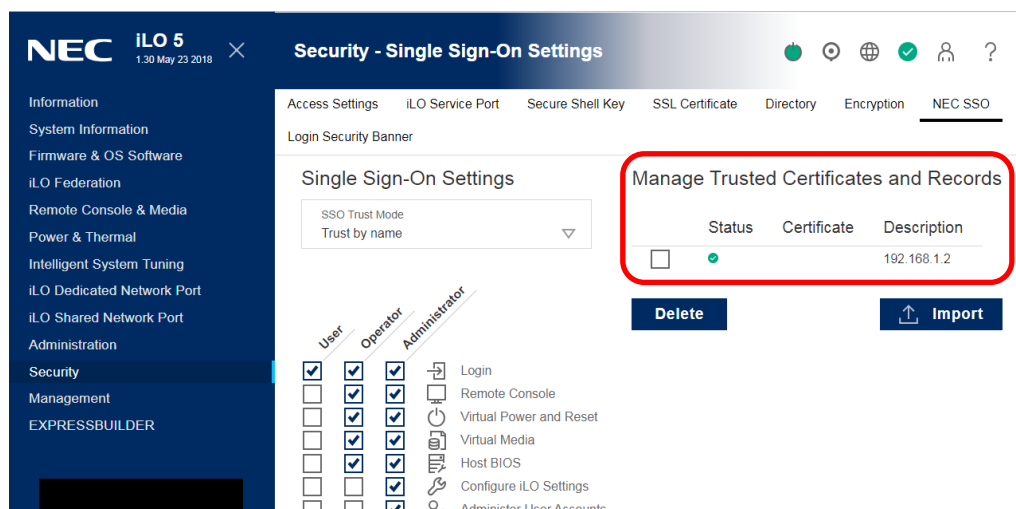 NEC iLO 5
1.30 May 23 2018
Security - Single Sign-On Settings
?
Information
System Information
Firmware & OS Software
iLO Federation
Remote Console & Media
Power & Thermal
Intelligent System Tuning
iLO Dedicated Network Port
iLO Shared Network Port
Administration
Security
Management
EXPRESSBUILDER
Access Settings iLO Service Port Secure Shell Key SSL Certificate Directory Encryption NEC SSO
Login Security Banner
Single Sign-On Settings
SSO Trust Mode
Trust by name
User Operator Administrator
Login
Remote Console
Virtual Power and Reset
Virtual Media
Host BIOS
Configure iLO Settings
Administer User Accounts
Manage Trusted Certificates and Records
Status Certificate Description
192.168.1.2
Delete Import